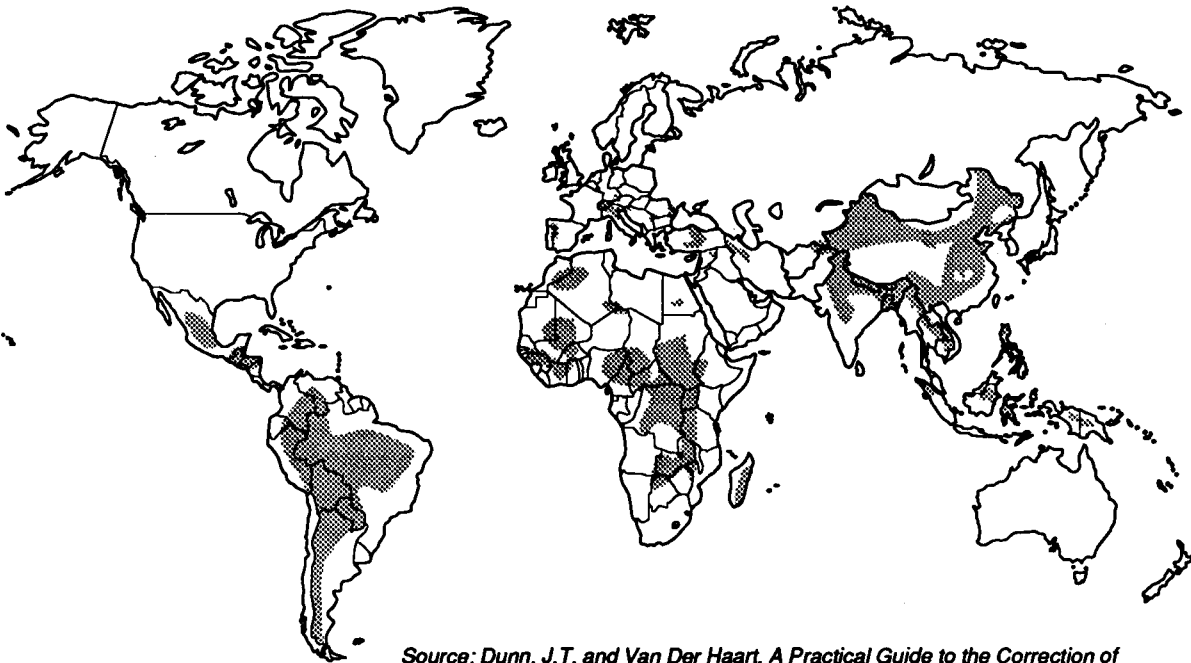 Source: Dunn, J.T. and Van Der Haart, A Practical Guide to the Correction of